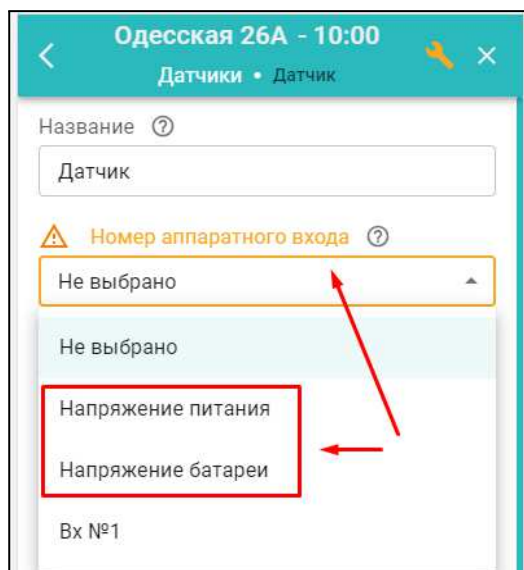 Одесская 26А - 10:00
Датчики • Датчик
Название
Датчик
Номер аппаратного входа
Не выбрано
Не выбрано
Напряжение питания
Напряжение батареи
Вх №1